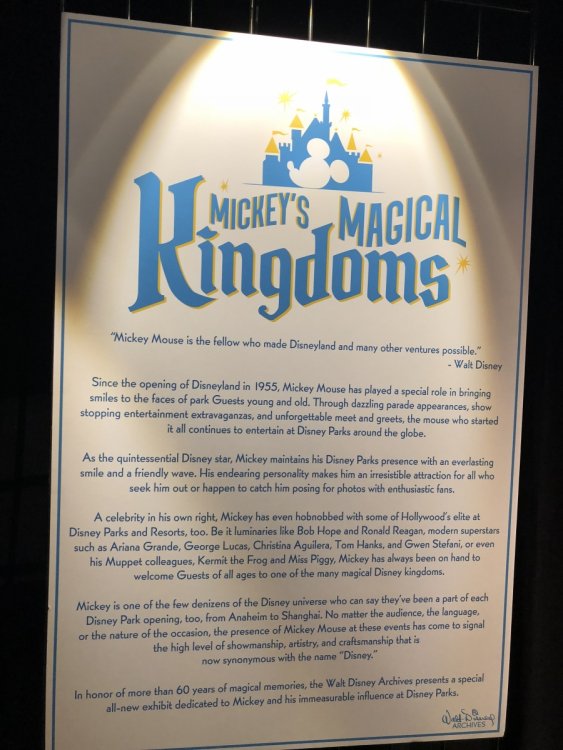 MICKEY'S MAGICAL
Kingdoms
"Mickey Mouse is the fellow who made Disneyland and many other ventures possible."
- Walt Disney
Since the opening of Disneyland in 1955, Mickey Mouse has played a special role in bringing
smiles to the faces of park Guests young and old. Through dazzling parade appearances, show
stopping entertainment extravaganzas, and unforgettable meet and greets, the mouse who started
it all continues to entertain at Disney Parks around the globe.
As the quintessential Disney star, Mickey maintains his Disney Parks presence with an everlasting
smile and a friendly wave. His endearing personality makes him an irresistible attraction for all who
seek him out or happen to catch him posing for photos with enthusiastic fans.
A celebrity in his own right, Mickey has even hobnobbed with some of Hollywood's elite at
Disney Parks and Resorts, too. Be it luminaries like Bob Hope and Ronald Reagan, modern superstars
such as Ariana Grande, George Lucas, Christina Aguilera, Tom Hanks, and Gwen Stefani, or even
his Muppet colleagues, Kermit the Frog and Miss Piggy, Mickey has always been on hand to
welcome Guests of all ages to one of the many magical Disney kingdoms.
Mickey is one of the few denizens of the Disney universe who can say they've been a part of each
Disney Park opening, too, from Anaheim to Shanghai. No matter the audience, the language,
or the nature of the occasion, the presence of Mickey Mouse at these events has come to signal
the high level of showmanship, artistry, and craftsmanship that is
now synonymous with the name "Disney."
In honor of more than 60 years of magical memories, the Walt Disney Archives presents a special
all-new exhibit dedicated to Mickey and his immeasurable influence at Disney Parks.
Walt Disney
ARCHIVES